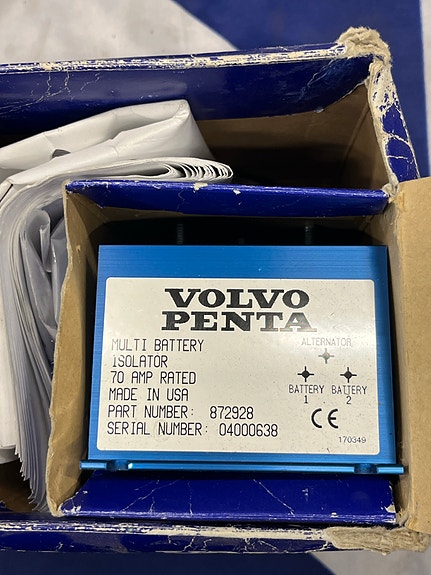 VOLVO
PENTA
MULTI BATTERY
ISOLATOR
70 AMP RATED
MADE IN USA
PART NUMBER: 872928
SERIAL NUMBER: 04000638
ALTERNATOR
BATTERY
1
BATTERY
2
CE
170349